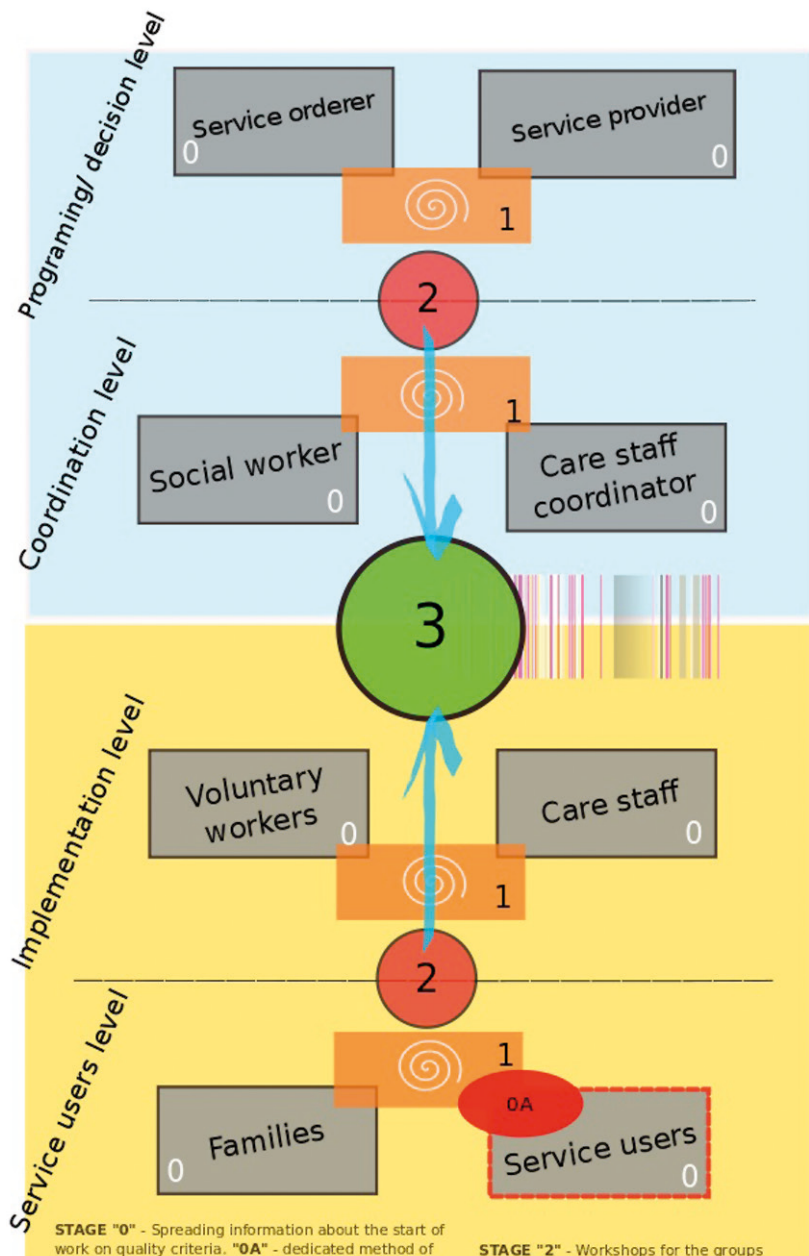 Programing/ decision level
Service orderer
0
Service provider
0
1
2
Coordination level
1
Social worker
0
Care staff
coordinator
0
3
Implementation level
Voluntary
workers
0
Care staff
0
1
2
Service users level
1
0A
Families
0
Service users
0
STAGE "0" - Spreading information about the start of
work on quality criteria. "0A" - dedicated method of
STAGE "2" - Workshops for the groups